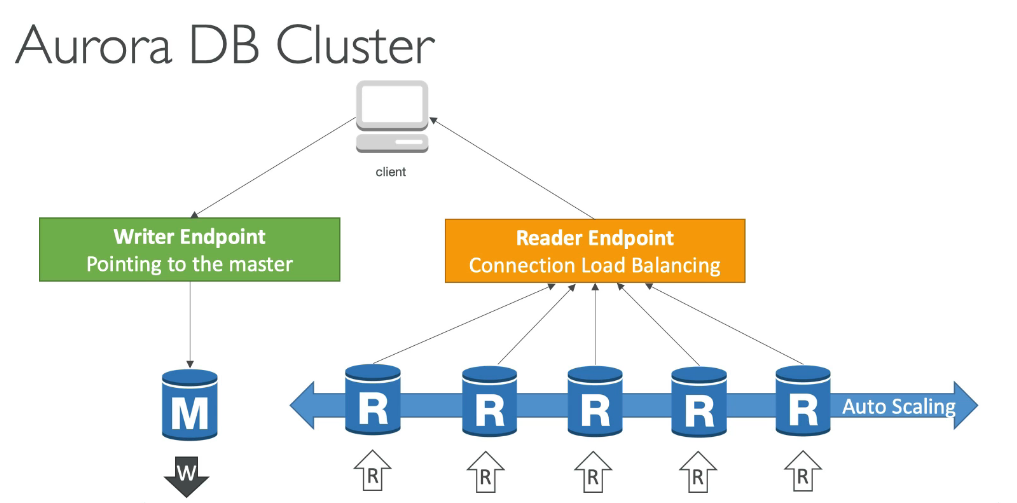 Aurora DB Cluster
client
Writer Endpoint
Pointing to the master
Reader Endpoint
Connection Load Balancing
M
R
R
R
R
R
Auto Scaling
W
R
R
R
R
R